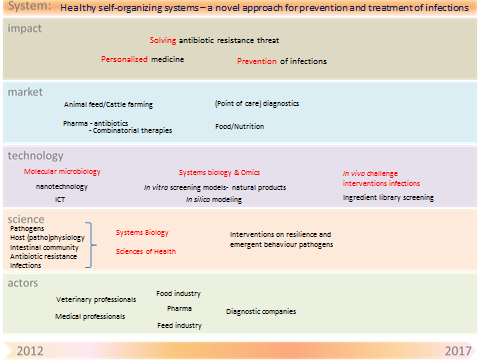 System: Healthy self-organizing systems – a novel approach for prevention and treatment of infections
impact
Solving antibiotic resistance threat
Personalized medicine
Prevention of infections
market
Animal feed/Cattle farming
(Point of care) diagnostics
Pharma - antibiotics
- Combinatorial therapies
Food/Nutrition
technology
Molecular microbiology
Systems biology & Omics
In vivo challenge
interventions infections
nanotechnology
In vitro screening models- natural products
ICT
In silico modeling
Ingredient library screening
science
Pathogens
Host (patho)physiology
Intestinal community
Antibiotic resistance
Infections
Systems Biology
Sciences of Health
Interventions on resilience and
emergent behaviour pathogens
actors
Veterinary professionals
Food industry
Medical professionals
Pharma
Feed industry
Diagnostic companies
2012
2017